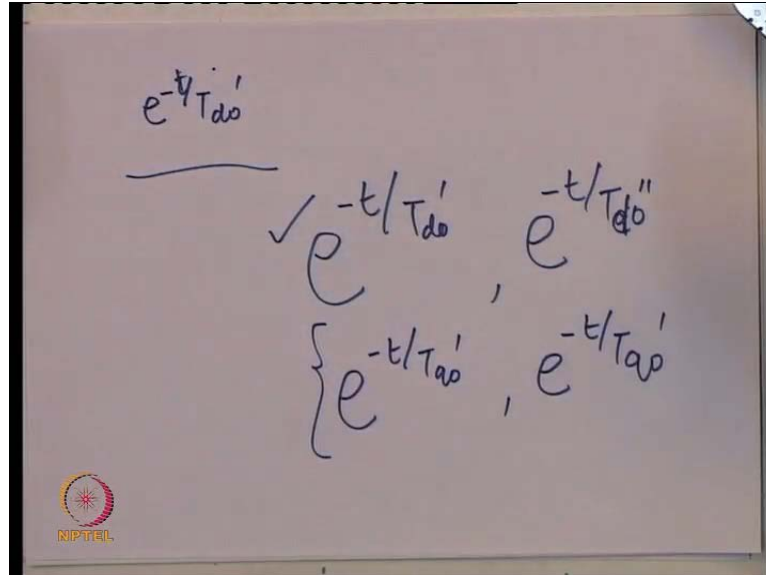 e^{-t/T_{do}'}
✓ e^{-t/T_{do}'} , e^{-t/T_{do}''}
{ e^{-t/T_{qo}'} , e^{-t/T_{qo}'}
NPTEL